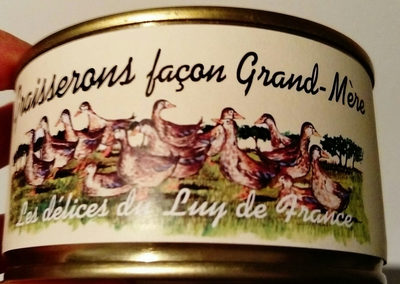 Graisserons façon Grand-Mère
Les délices du Luy de France